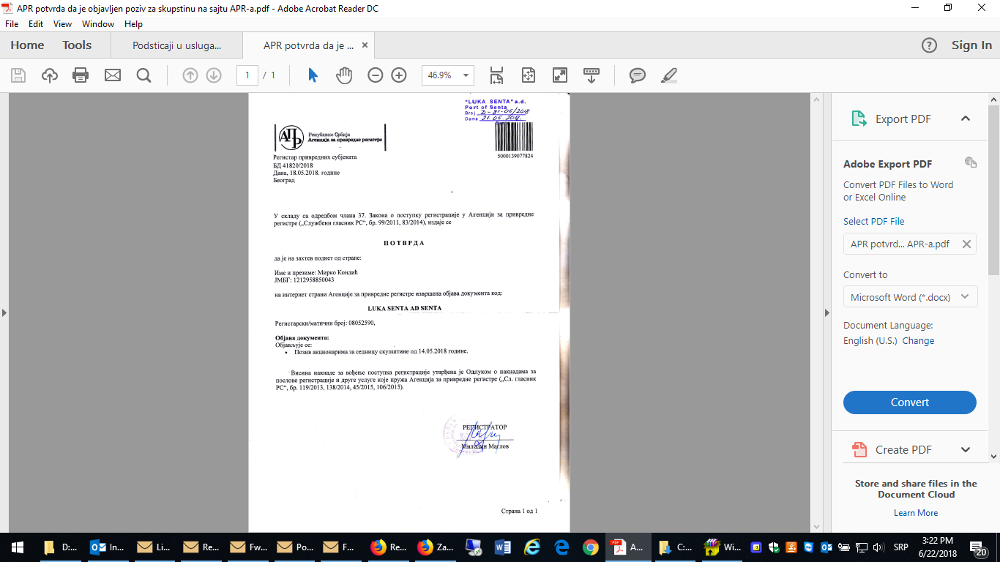 APR potvrda da je objavljen poziv za skupstinu na sajtu APR-a.pdf - Adobe Acrobat Reader DC
File Edit View Window Help
Home Tools Podsticaji u usluga... APR potvrda da je ... × Sign In
1 / 1 46.9%
"LUKA SENTA" a.d.
Port of Senta
Broj D-81-05/2018
Dana 21.05.2018.
АПР
Република Србија
Агенција за привредне регистре
5000139077824
Регистар привредних субјеката
БД 41820/2018
Дана, 18.05.2018. године
Београд
У складу са одредбом члана 37. Закона о поступку регистрације у Агенцији за привредне
регистре („Службени гласник РС“, бр. 99/2011, 83/2014), издаје се
П О Т В Р Д А
да је на захтев поднет од стране:
Име и презиме: Мирко Кондић
ЈМБГ: 1212958850043
на интернет страни Агенције за привредне регистре извршена објава документа код:
LUKA SENTA AD SENTA
Регистарски/матични број: 08052590,
Објава документа:
Објављује се:
• Позив акционарима за седницу скупштине од 14.05.2018 године.
Висина накнаде за вођење поступка регистрације утврђена је Одлуком о накнадама за
послове регистрације и друге услуге које пружа Агенција за привредне регистре („Сл. гласник
РС“, бр. 119/2013, 138/2014, 45/2015, 106/2015).
РЕГИСТРАТОР
Миладин Маглов
Страна 1 од 1
Export PDF
Adobe Export PDF
Convert PDF Files to Word
or Excel Online
Select PDF File
APR potvrd... APR-a.pdf
Convert to
Microsoft Word (*.docx)
Document Language:
English (U.S.) Change
Convert
Create PDF
Store and share files in the
Document Cloud
Learn More
D:... In... Li... Re... Fw... Po... F... Re... Za... A... C:... Wi... SRP 3:22 PM
6/22/2018
20